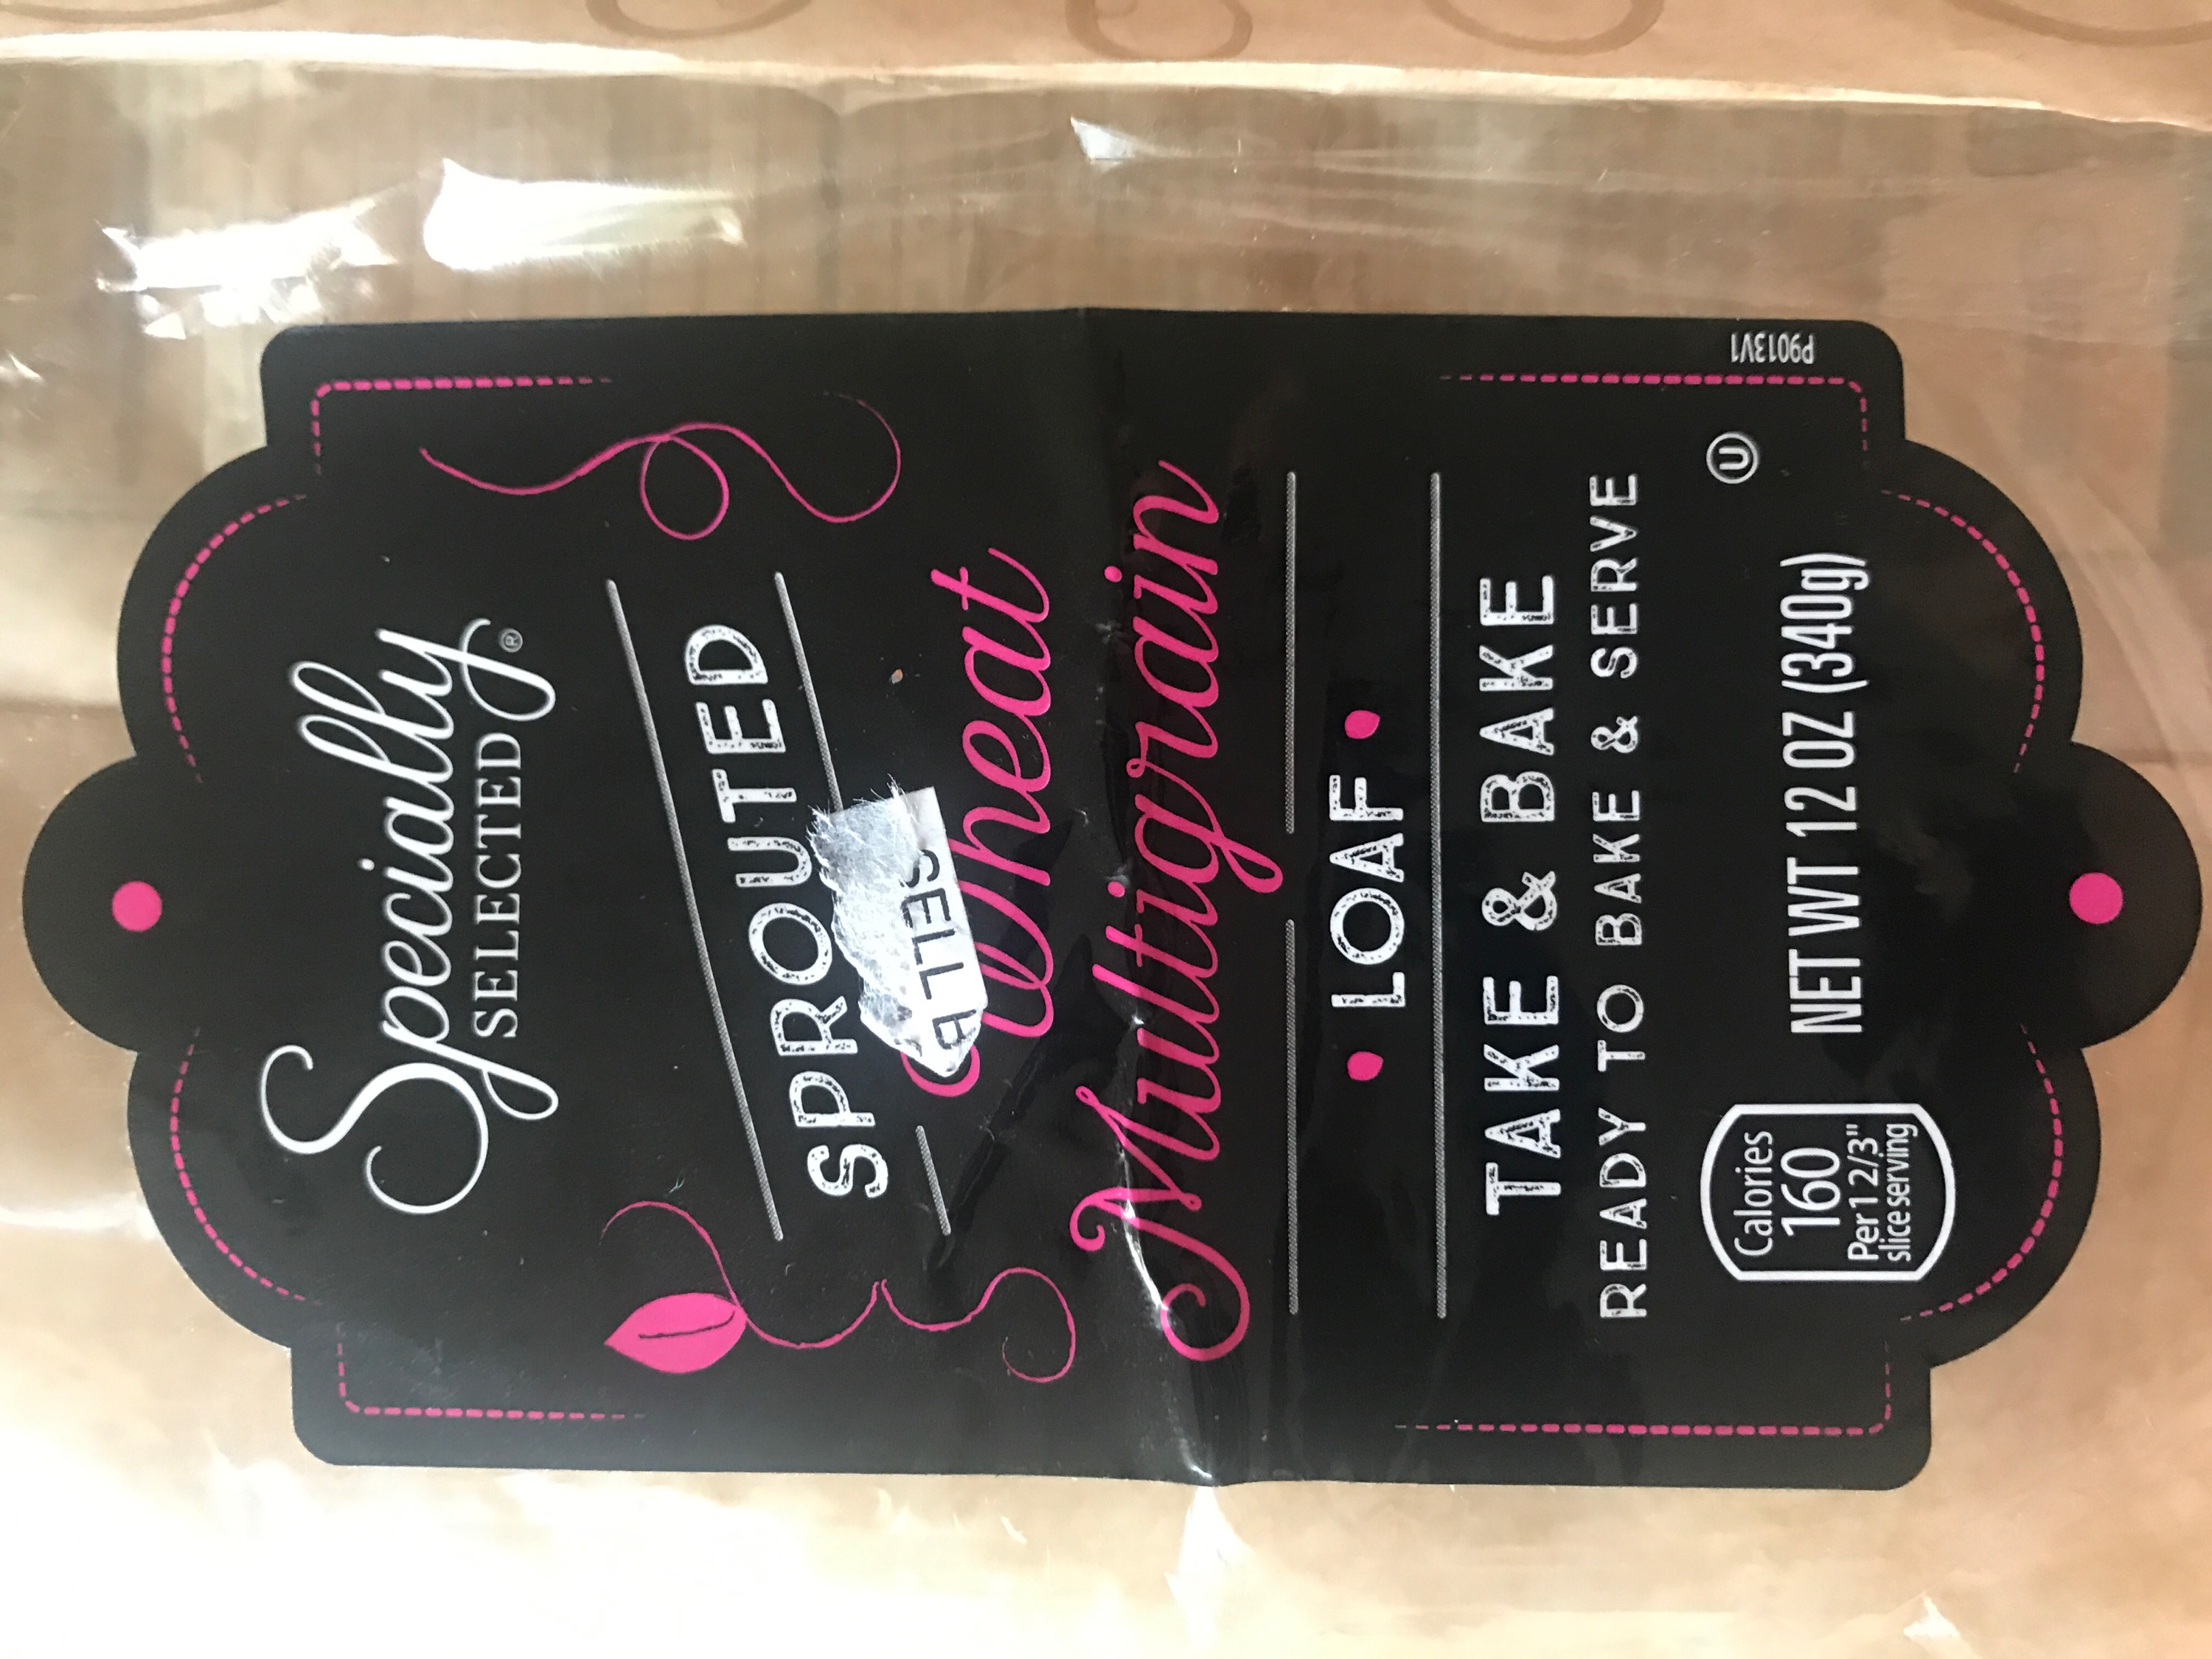 Specially
SELECTED®
SPROUTED
Wheat
Multigrain
LOAF
TAKE & BAKE
READY TO BAKE & SERVE
Calories
160
Per 1 2/3"
slice serving
NET WT 12 OZ (340g)
U
P9013V1
SELL